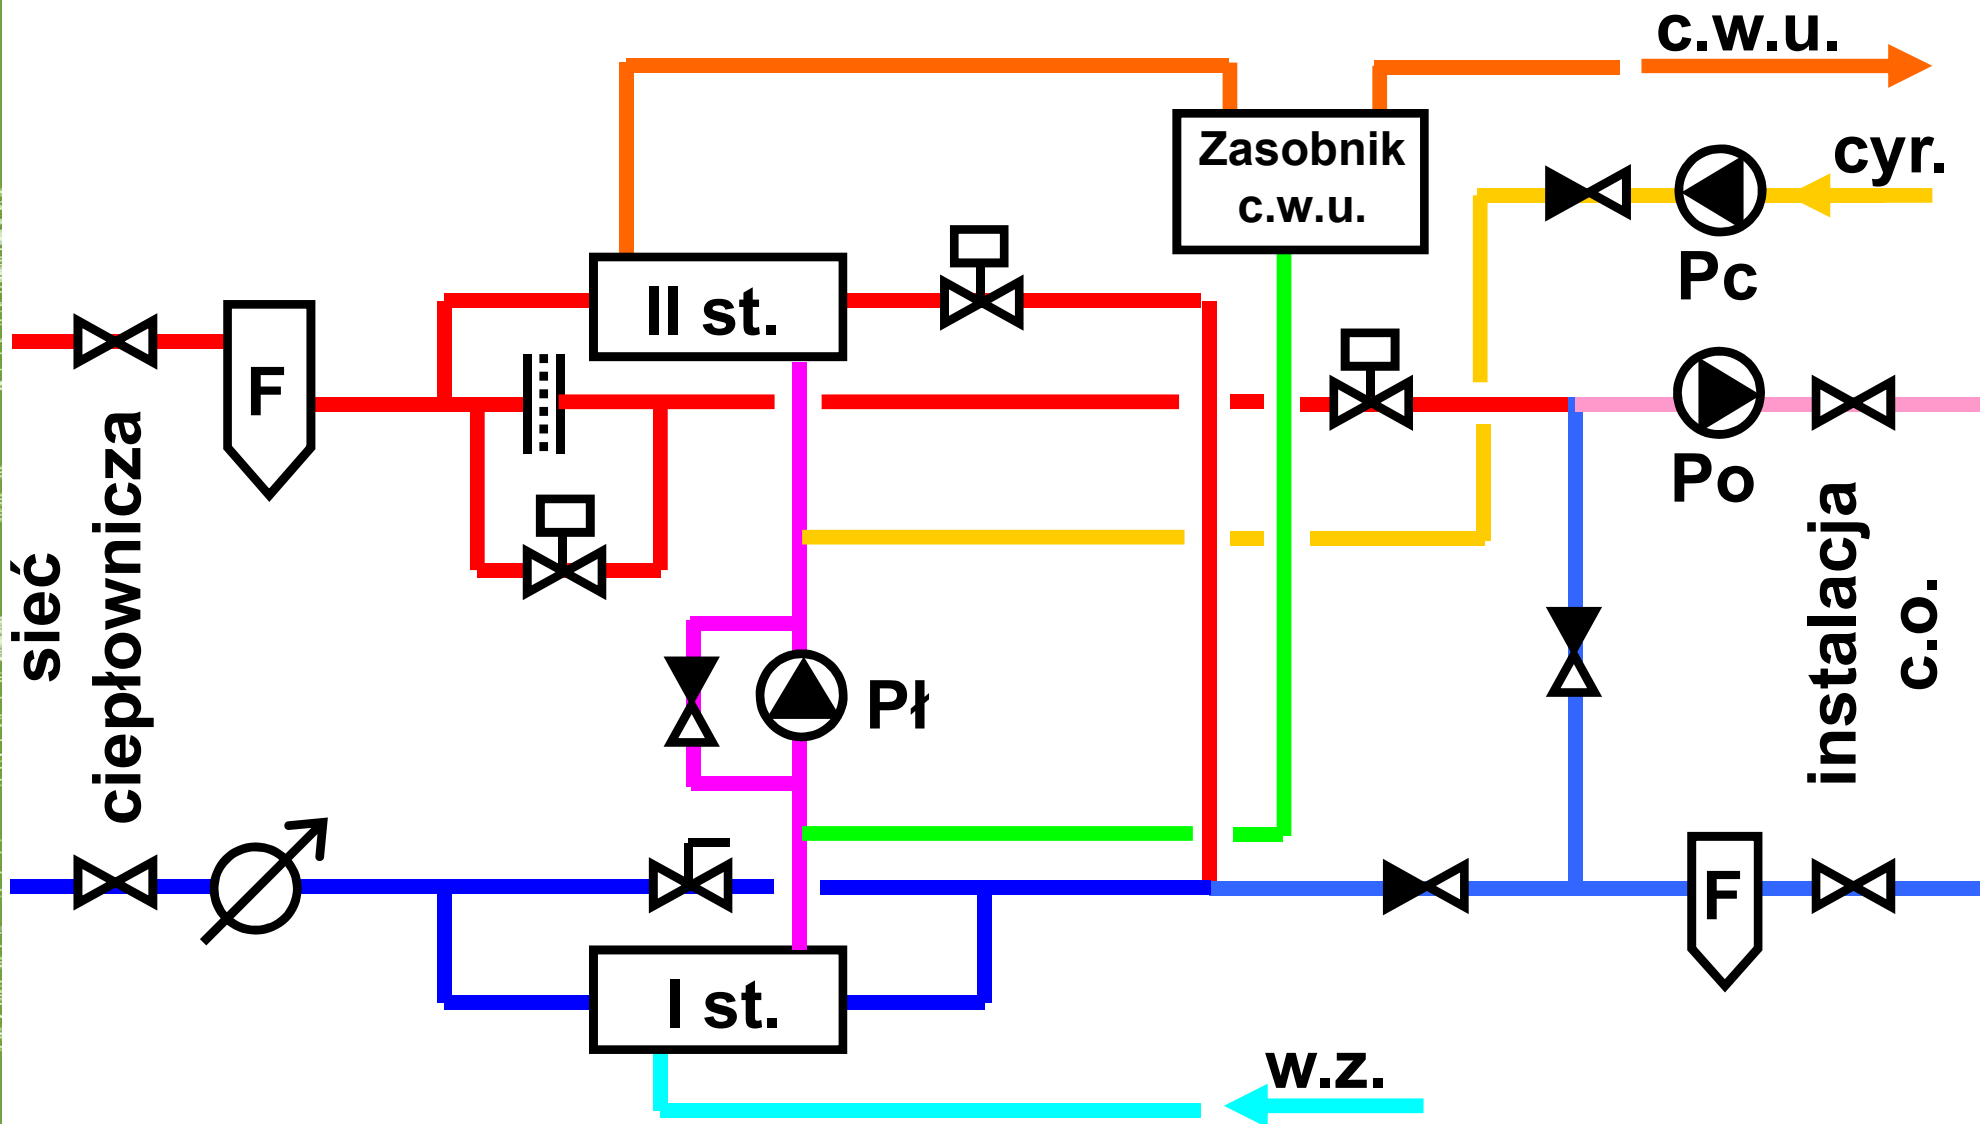 c.w.u.
Zasobnik
c.w.u.
cyr.
Pc
II st.
F
Po
sieć
ciepłownicza
instalacja
c.o.
Pł
F
I st.
w.z.